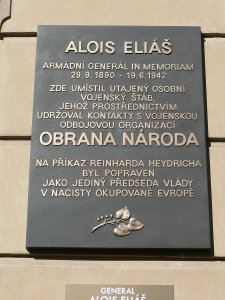 ALOIS ELIÁŠ
ARMÁDNÍ GENERÁL IN MEMORIAM
29. 9. 1890 - 19. 6. 1942
ZDE UMÍSTIL UTAJENÝ OSOBNÍ
VOJENSKÝ ŠTÁB,
JEHOŽ PROSTŘEDNICTVÍM
UDRŽOVAL KONTAKTY S VOJENSKOU
ODBOJOVOU ORGANIZACÍ
OBRANA NÁRODA
NA PŘÍKAZ REINHARDA HEYDRICHA
BYL POPRAVEN
JAKO JEDINÝ PŘEDSEDA VLÁDY
V NACISTY OKUPOVANÉ EVROPĚ
GENERAL
ALOIS ELIÁŠ